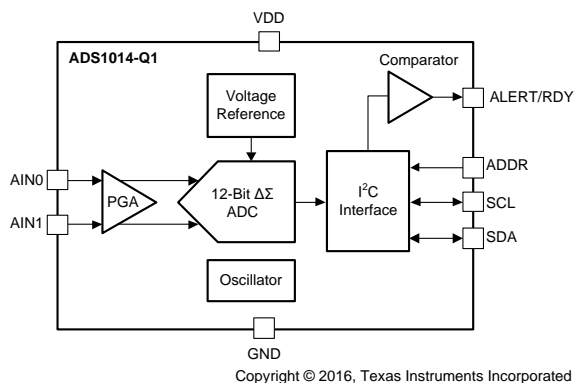 VDD
ADS1014-Q1
Comparator
Voltage
Reference
ALERT/RDY
ADDR
AIN0
PGA
12-Bit ΔΣ
ADC
I²C
Interface
SCL
AIN1
SDA
Oscillator
GND
Copyright © 2016, Texas Instruments Incorporated